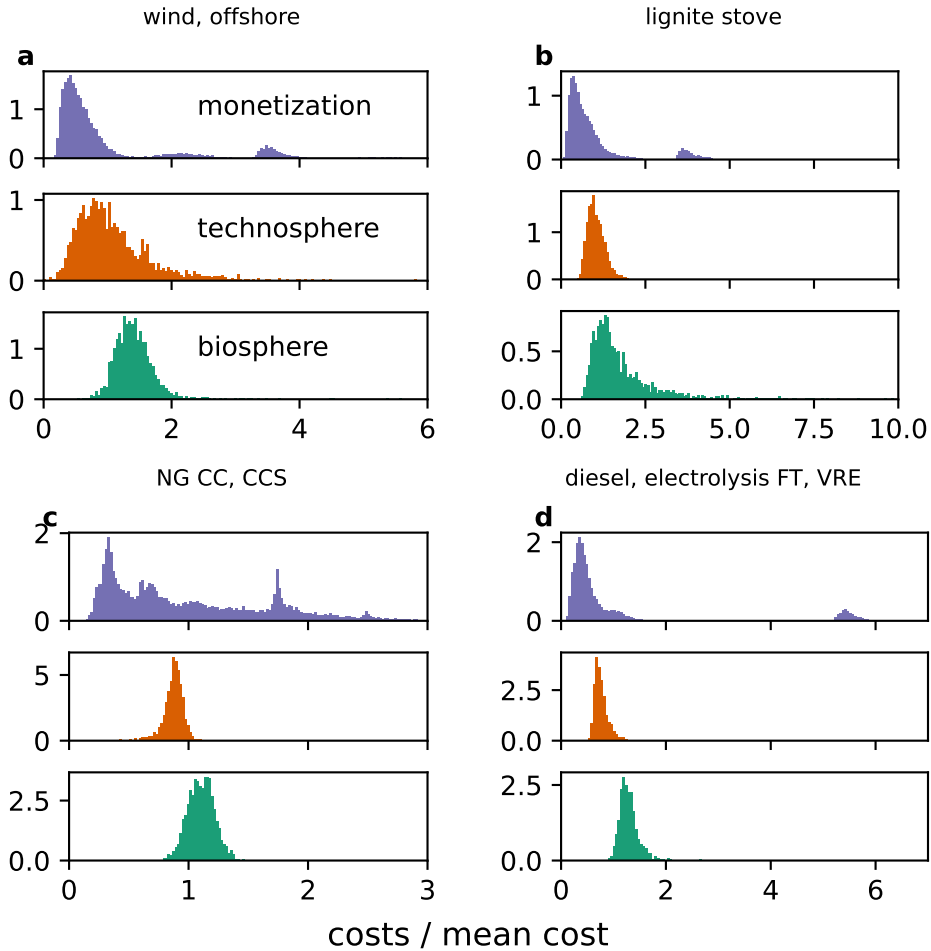 wind, offshore
lignite stove
a
b
1
0
monetization
1
0
1
0
technosphere
1
0
1
0
biosphere
0.5
0.0
0 2 4 6
0.0 2.5 5.0 7.5 10.0
NG CC, CCS
diesel, electrolysis FT, VRE
c
d
2
0
2
0
5
0
2.5
0.0
2.5
0.0
2.5
0.0
0 1 2 3
0 2 4 6
costs / mean cost